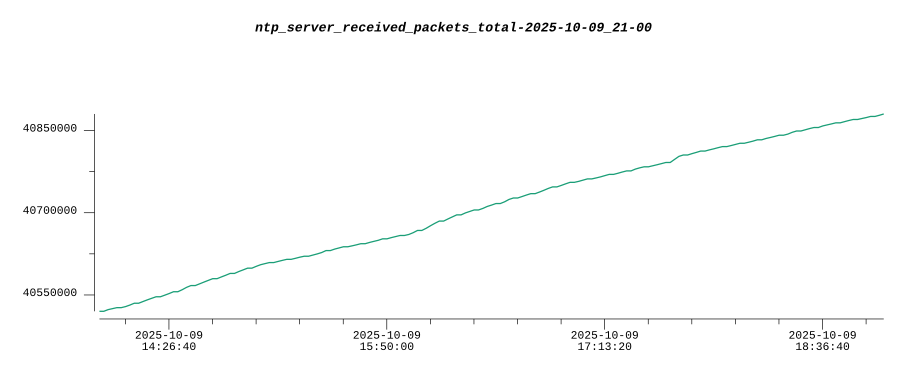 ntp_server_received_packets_total-2025-10-09_21-00
40850000
40700000
40550000
2025-10-09 2025-10-09 2025-10-09 2025-10-09
14:26:40 15:50:00 17:13:20 18:36:40